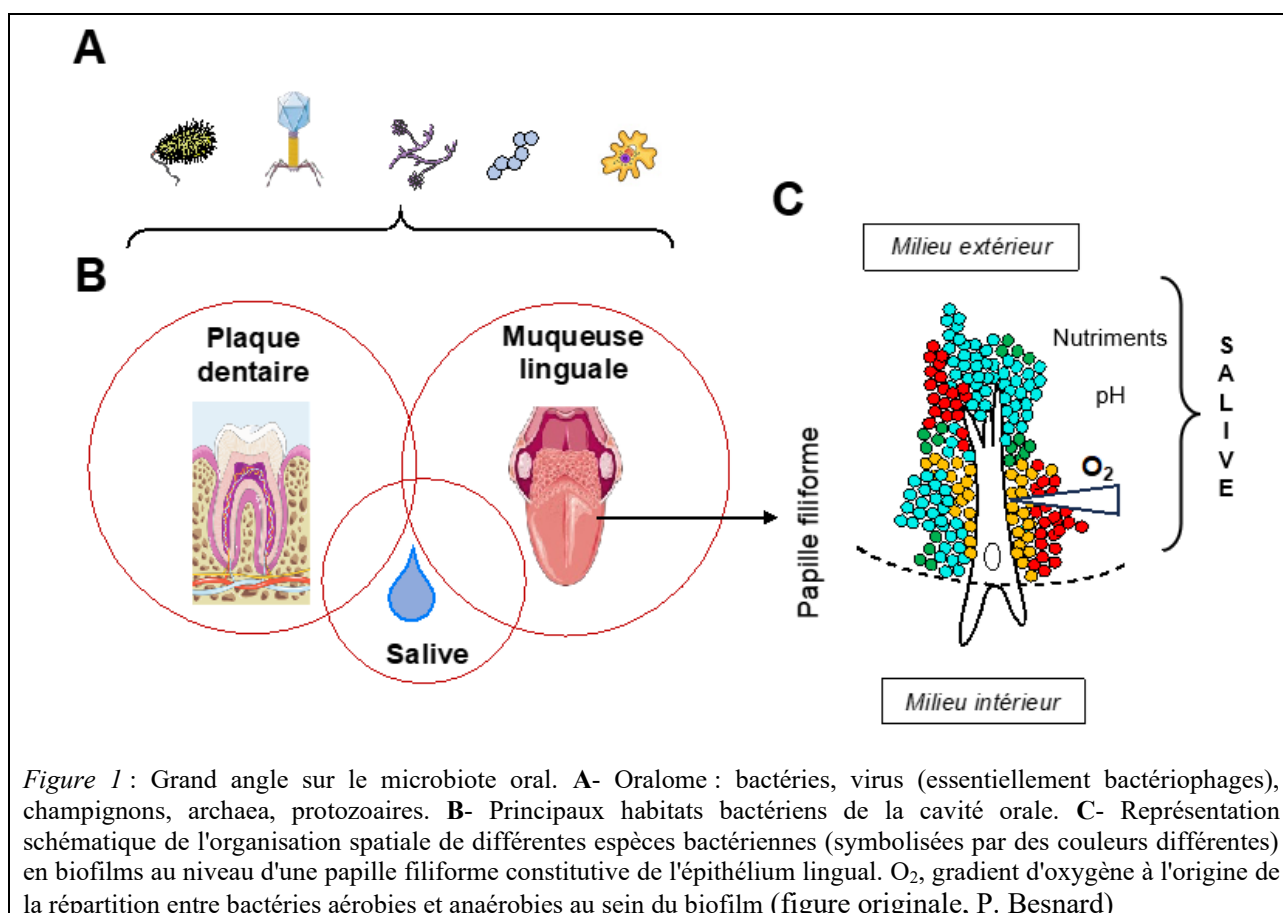 A
B
Plaque
dentaire
Muqueuse
linguale
Salive
C
Milieu extérieur
Nutriments
pH
O₂
Papille filiforme
SALIVE
Milieu intérieur
Figure 1 : Grand angle sur le microbiote oral. A- Oralome : bactéries, virus (essentiellement bactériophages),
champignons, archaea, protozoaires. B- Principaux habitats bactériens de la cavité orale. C- Représentation
schématique de l'organisation spatiale de différentes espèces bactériennes (symbolisées par des couleurs différentes)
en biofilms au niveau d'une papille filiforme constitutive de l'épithélium lingual. O₂, gradient d'oxygène à l'origine de
la répartition entre bactéries aérobies et anaérobies au sein du biofilm (figure originale, P. Besnard)